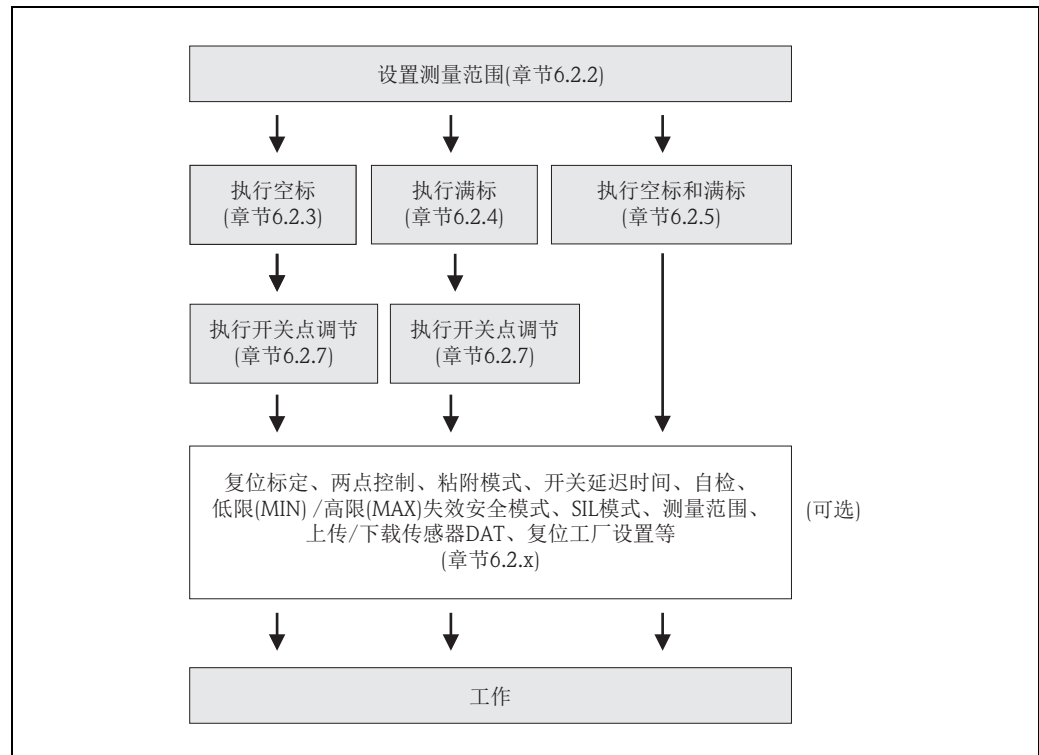 设置测量范围(章节6.2.2)
执行空标
(章节6.2.3)
执行满标
(章节6.2.4)
执行空标和满标
(章节6.2.5)
执行开关点调节
(章节6.2.7)
执行开关点调节
(章节6.2.7)
复位标定、两点控制、粘附模式、开关延迟时间、自检、
低限(MIN) /高限(MAX)失效安全模式、SIL模式、测量范围、
上传/下载传感器DAT、复位工厂设置等
(章节6.2.x)
(可选)
工作